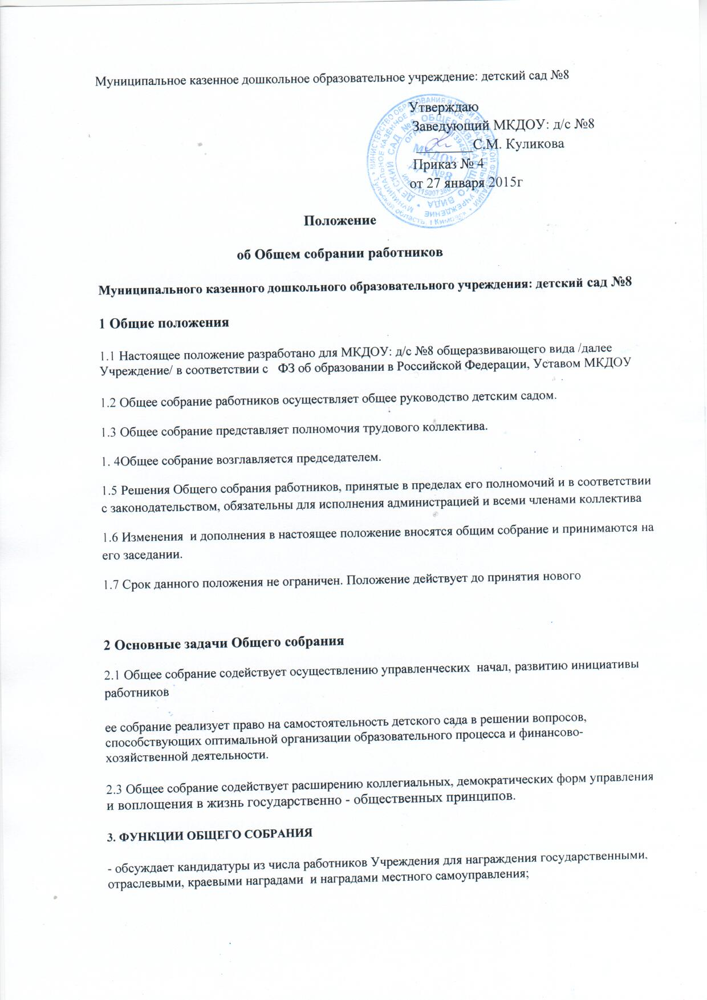 Муниципальное казенное дошкольное образовательное учреждение: детский сад №8
Утверждаю
Заведующий МКДОУ: д/с №8
С.М. Куликова
Приказ № 4
от 27 января 2015г
МКДОУ:
д/с №8
Положение
об Общем собрании работников
Муниципального казенного дошкольного образовательного учреждения: детский сад №8
1 Общие положения
1.1 Настоящее положение разработано для МКДОУ: д/с №8 общеразвивающего вида /далее
Учреждение/ в соответствии с ФЗ об образовании в Российской Федерации, Уставом МКДОУ
1.2 Общее собрание работников осуществляет общее руководство детским садом.
1.3 Общее собрание представляет полномочия трудового коллектива.
1. 4Общее собрание возглавляется председателем.
1.5 Решения Общего собрания работников, принятые в пределах его полномочий и в соответствии
с законодательством, обязательны для исполнения администрацией и всеми членами коллектива
1.6 Изменения и дополнения в настоящее положение вносятся общим собрание и принимаются на
его заседании.
1.7 Срок данного положения не ограничен. Положение действует до принятия нового
2 Основные задачи Общего собрания
2.1 Общее собрание содействует осуществлению управленческих начал, развитию инициативы
работников
ее собрание реализует право на самостоятельность детского сада в решении вопросов,
способствующих оптимальной организации образовательного процесса и финансово-
хозяйственной деятельности.
2.3 Общее собрание содействует расширению коллегиальных, демократических форм управления
и воплощения в жизнь государственно - общественных принципов.
3. ФУНКЦИИ ОБЩЕГО СОБРАНИЯ
- обсуждает кандидатуры из числа работников Учреждения для награждения государственными,
отраслевыми, краевыми наградами и наградами местного самоуправления;